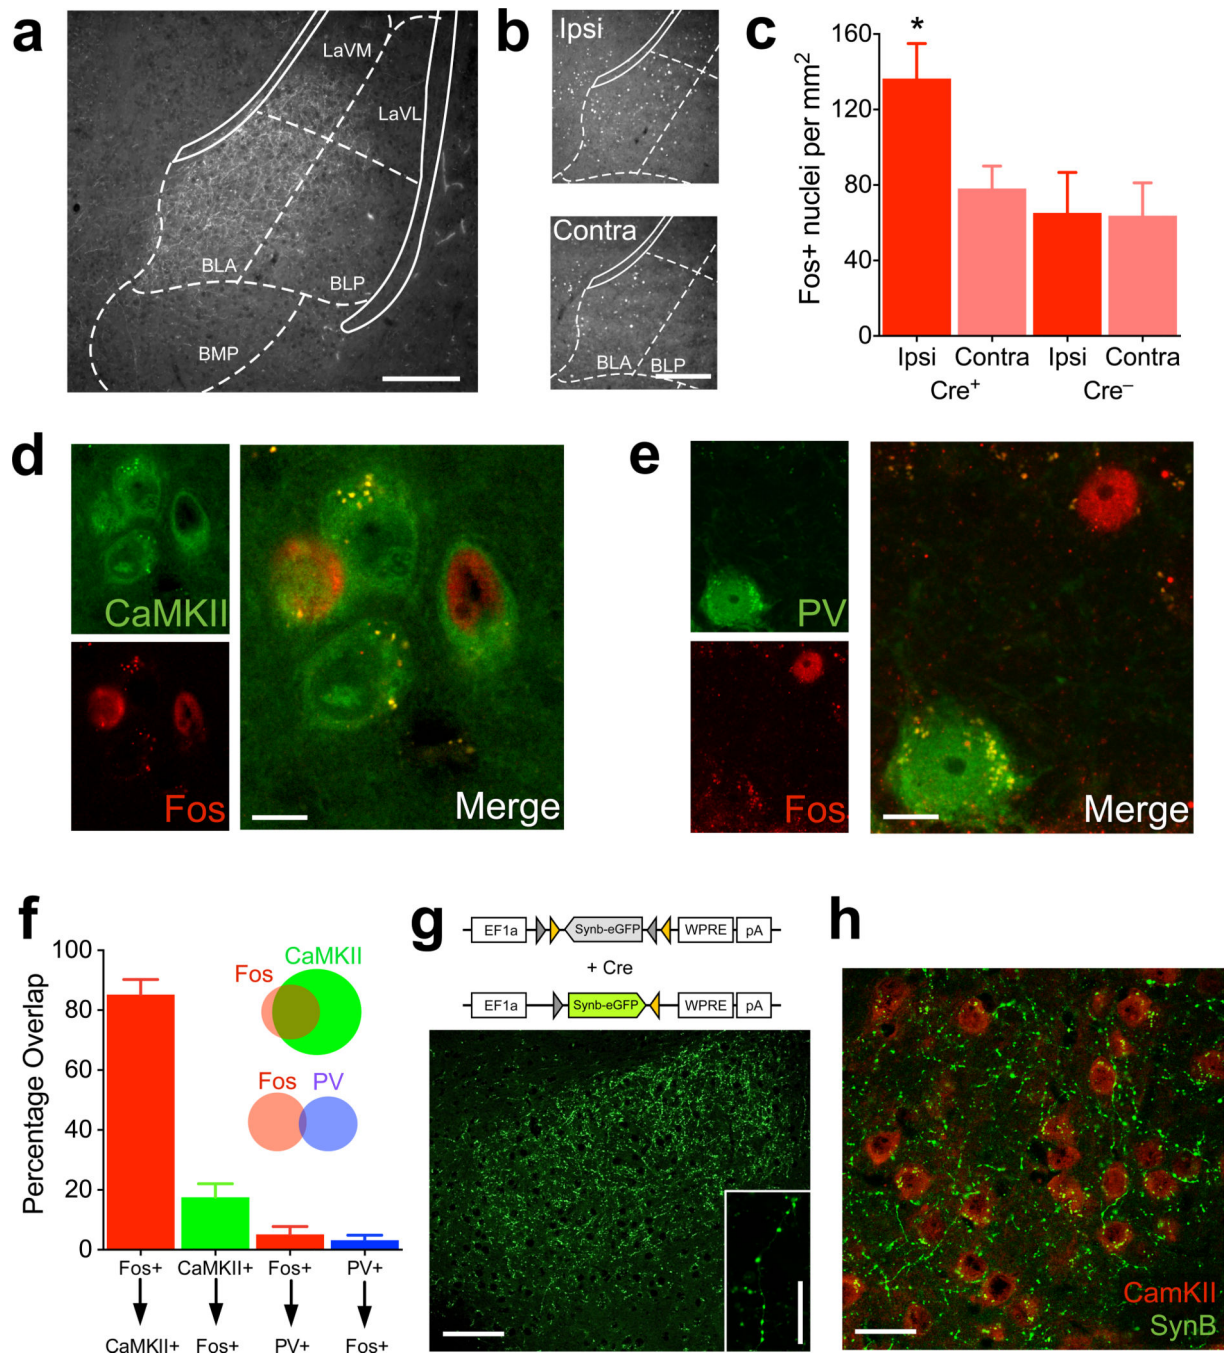 a
LaVM
LaVL
BLA
BLP
BMP
b
Ipsi
Contra
BLA
BLP
c
*
Fos+ nuclei per mm²
160
120
80
40
0
Ipsi
Contra
Ipsi
Contra
Cre⁺
Cre⁻
d
CaMKII
Fos
Merge
e
PV
Fos
Merge
f
Percentage Overlap
100
80
60
40
20
0
CaMKII
Fos
Fos
PV
Fos+
CaMKII+
Fos+
PV+
CaMKII+
Fos+
PV+
Fos+
g
EF1a
Synb-eGFP
WPRE
pA
+ Cre
EF1a
Synb-eGFP
WPRE
pA
h
CamKII
SynB